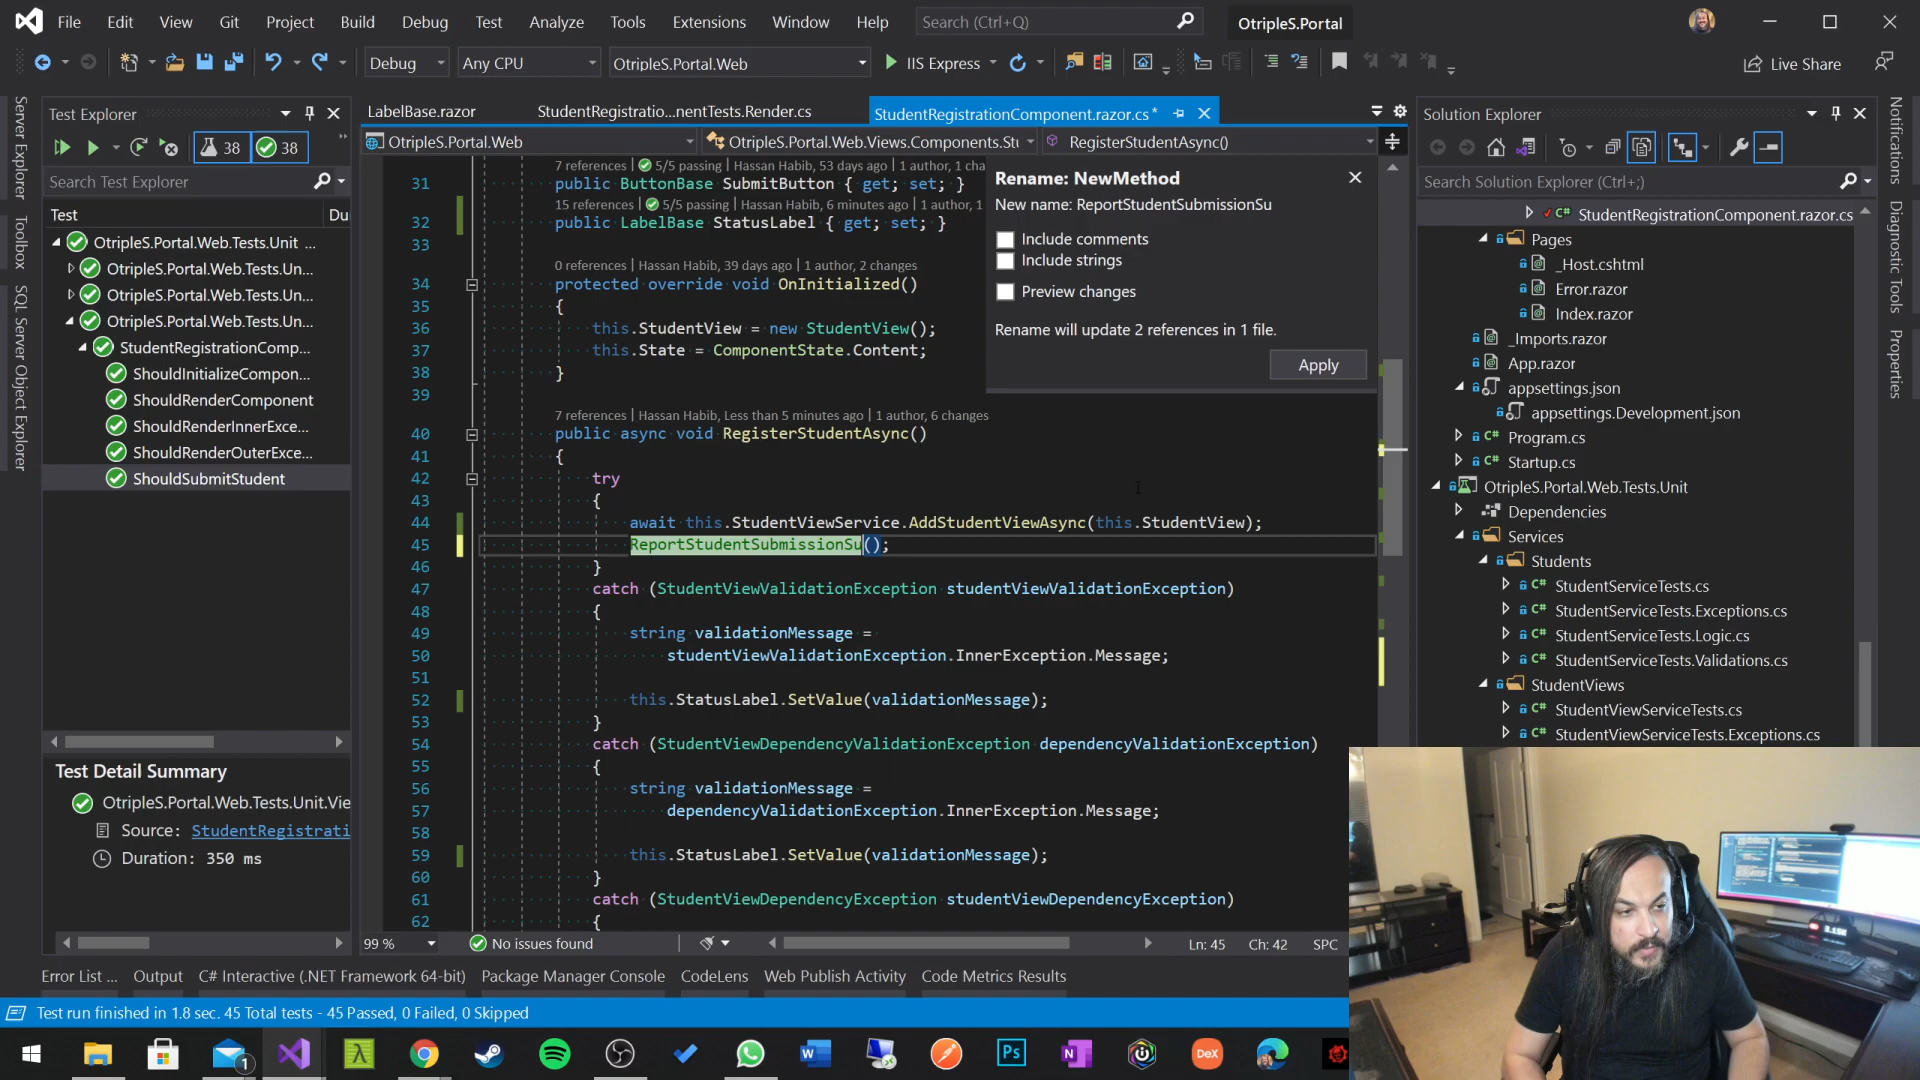 File Edit View Git Project Build Debug Test Analyze Tools Extensions Window Help Search (Ctrl+Q) OtripleS.Portal
Debug Any CPU OtripleS.Portal.Web IIS Express Live Share
Server Explorer
Toolbox
SQL Server Object Explorer
Test Explorer
38 38
Search Test Explorer
Test Du
OtripleS.Portal.Web.Tests.Unit ...
OtripleS.Portal.Web.Tests.Un...
OtripleS.Portal.Web.Tests.Un...
OtripleS.Portal.Web.Tests.Un...
StudentRegistrationComp...
ShouldInitializeCompon...
ShouldRenderComponent
ShouldRenderInnerExce...
ShouldRenderOuterExce...
ShouldSubmitStudent
Test Detail Summary
OtripleS.Portal.Web.Tests.Unit.Vie
Source: StudentRegistrati
Duration: 350 ms
LabelBase.razor StudentRegistratio...nentTests.Render.cs StudentRegistrationComponent.razor.cs *
OtripleS.Portal.Web OtripleS.Portal.Web.Views.Components.Stu RegisterStudentAsync()
7 references | 5/5 passing | Hassan Habib, 53 days ago | 1 author, 1 cha
31 public ButtonBase SubmitButton { get; set; }
15 references | 5/5 passing | Hassan Habib, 6 minutes ago | 1 author, 1
32 public LabelBase StatusLabel { get; set; }
33
0 references | Hassan Habib, 39 days ago | 1 author, 2 changes
34 protected override void OnInitialized()
35 {
36 this.StudentView = new StudentView();
37 this.State = ComponentState.Content;
38 }
39
7 references | Hassan Habib, Less than 5 minutes ago | 1 author, 6 changes
40 public async void RegisterStudentAsync()
41 {
42 try
43 {
44 await this.StudentViewService.AddStudentViewAsync(this.StudentView);
45 ReportStudentSubmissionSu();
46 }
47 catch (StudentViewValidationException studentViewValidationException)
48 {
49 string validationMessage =
50 studentViewValidationException.InnerException.Message;
51
52 this.StatusLabel.SetValue(validationMessage);
53 }
54 catch (StudentViewDependencyValidationException dependencyValidationException)
55 {
56 string validationMessage =
57 dependencyValidationException.InnerException.Message;
58
59 this.StatusLabel.SetValue(validationMessage);
60 }
61 catch (StudentViewDependencyException studentViewDependencyException)
62 {
Rename: NewMethod
New name: ReportStudentSubmissionSu
Include comments
Include strings
Preview changes
Rename will update 2 references in 1 file.
Apply
99 % No issues found Ln: 45 Ch: 42 SPC
Solution Explorer
Search Solution Explorer (Ctrl+;)
StudentRegistrationComponent.razor.cs
Pages
_Host.cshtml
Error.razor
Index.razor
_Imports.razor
App.razor
appsettings.json
appsettings.Development.json
Program.cs
Startup.cs
OtripleS.Portal.Web.Tests.Unit
Dependencies
Services
Students
StudentServiceTests.cs
StudentServiceTests.Exceptions.cs
StudentServiceTests.Logic.cs
StudentServiceTests.Validations.cs
StudentViews
StudentViewServiceTests.cs
StudentViewServiceTests.Exceptions.cs
Notifications
Diagnostic Tools
Properties
Error List ... Output C# Interactive (.NET Framework 64-bit) Package Manager Console CodeLens Web Publish Activity Code Metrics Results
Test run finished in 1.8 sec. 45 Total tests - 45 Passed, 0 Failed, 0 Skipped
1 λ W Ps N DeX